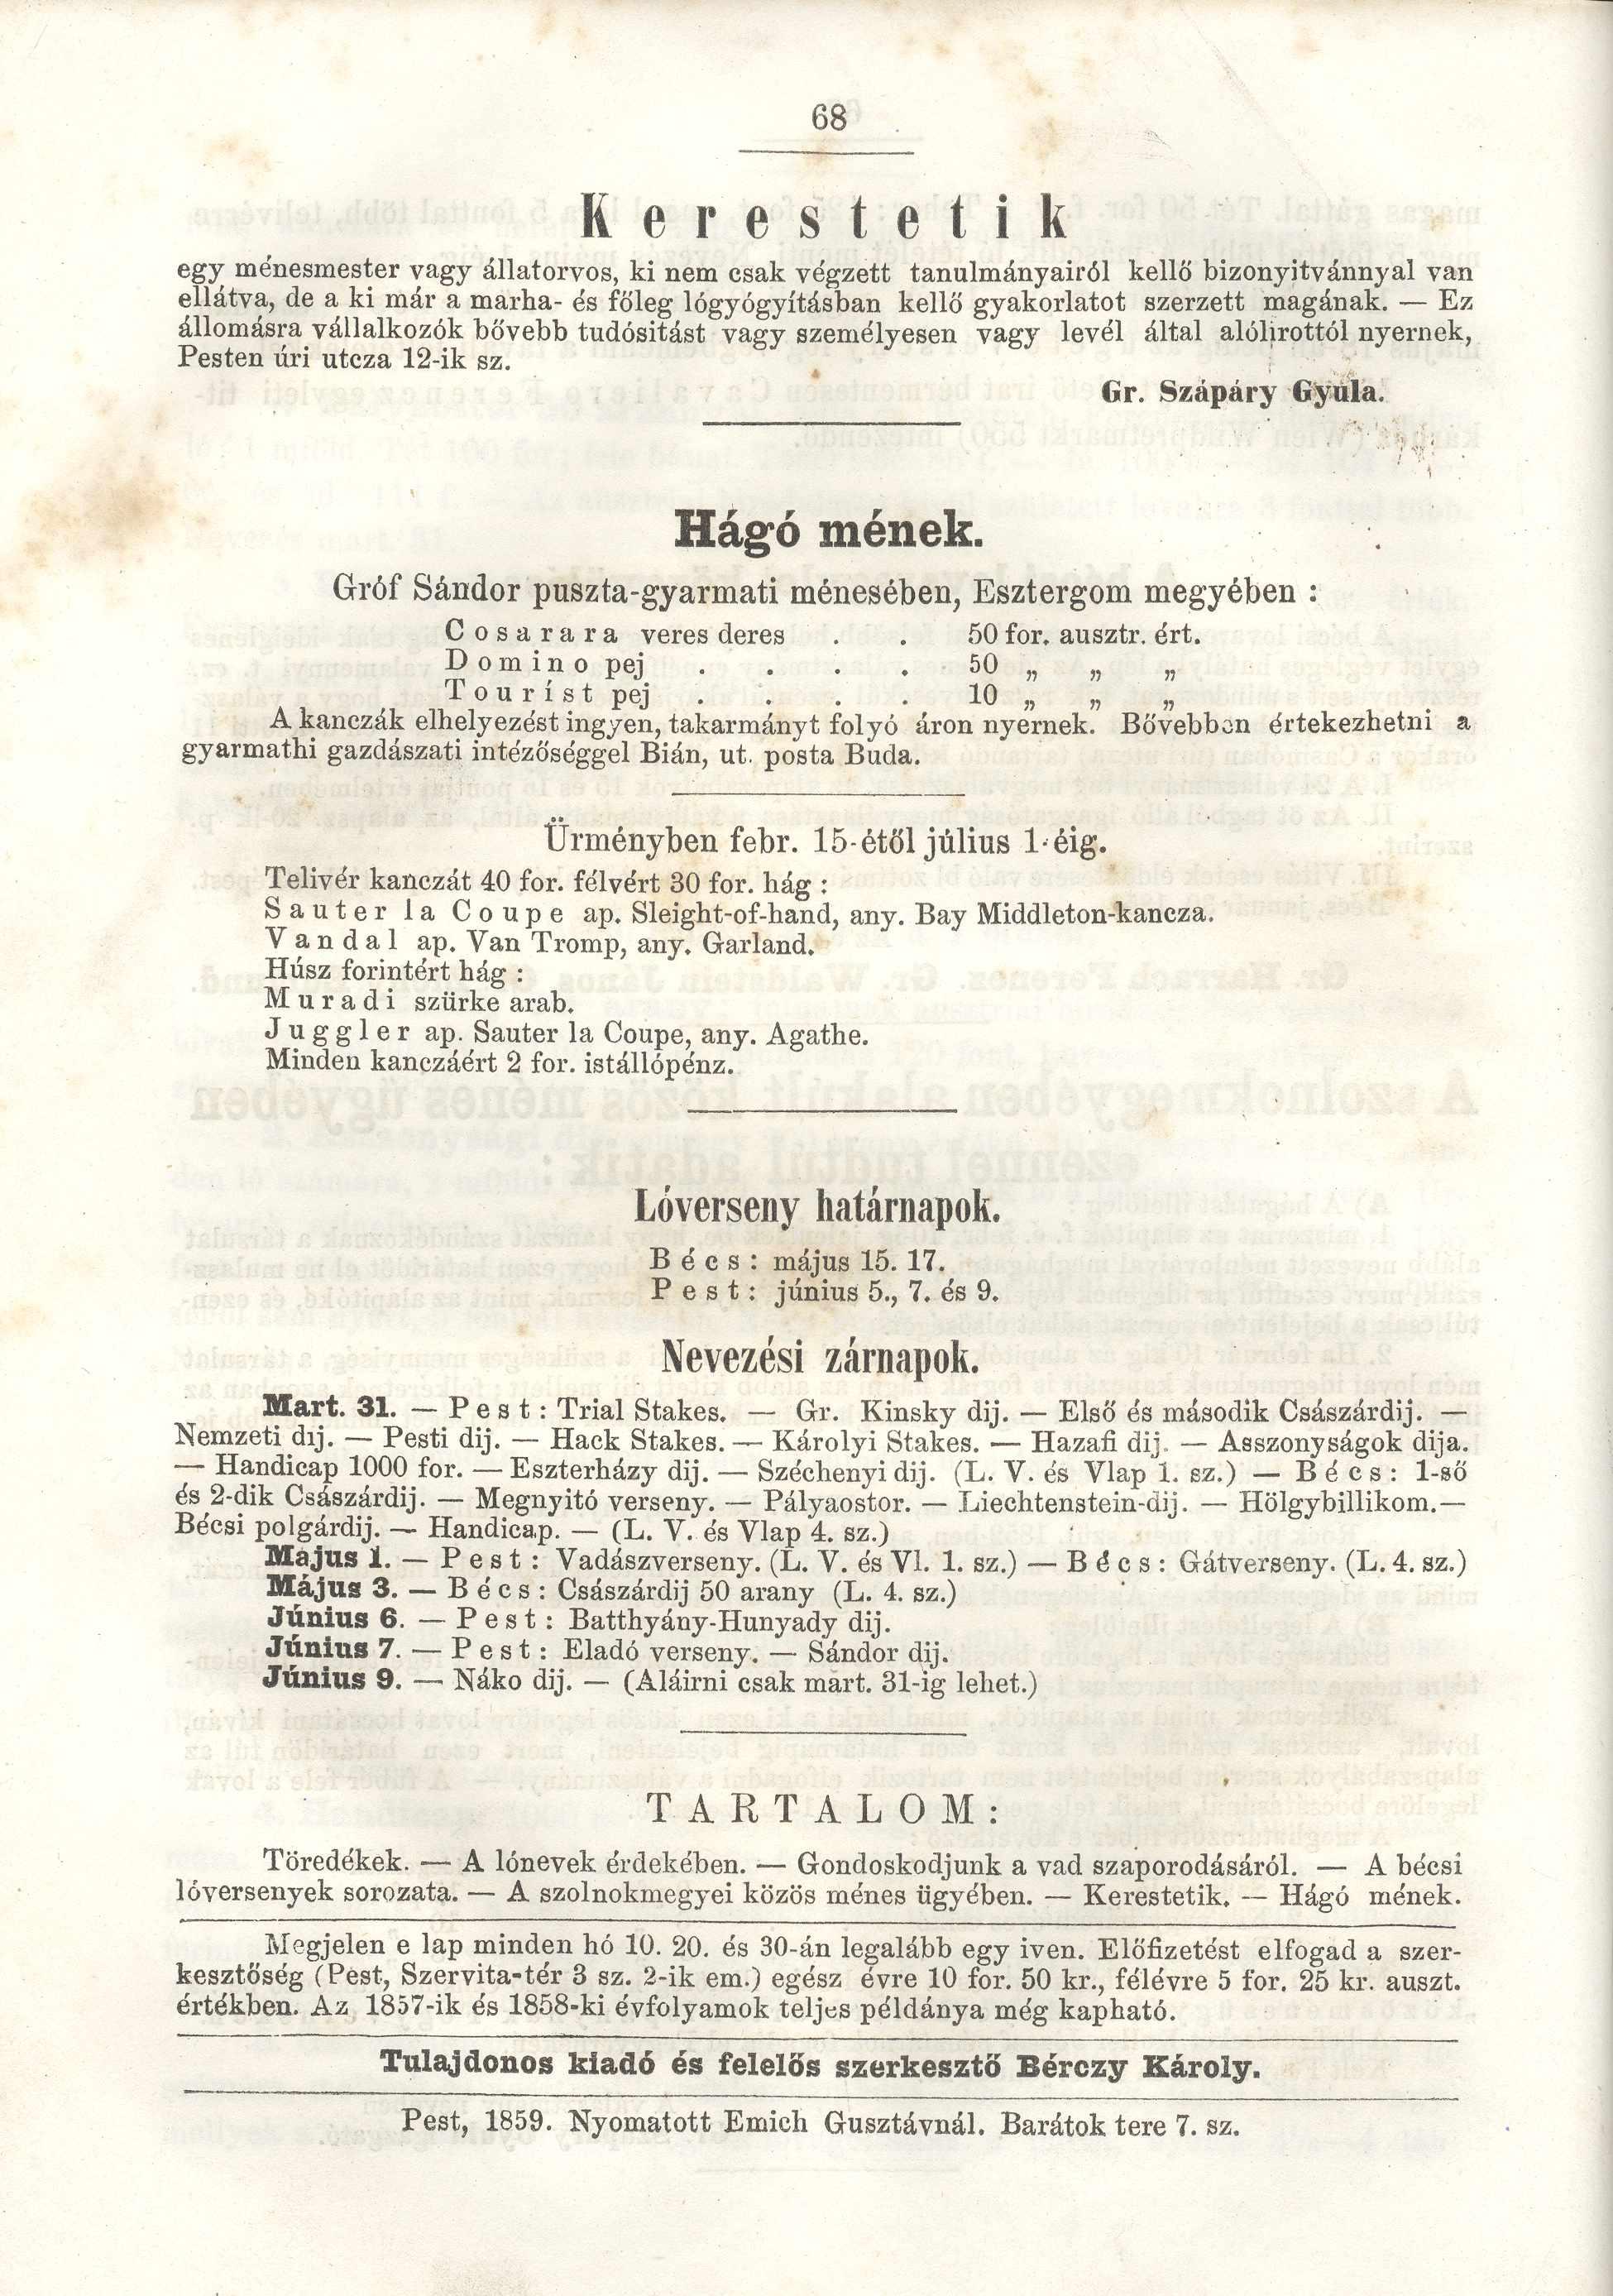 68
Kerestetik
egy ménesmester vagy állatorvos, ki nem csak végzett tanulmányairól kellő bizonyitvánnyal van
ellátva, de a ki már a marha- és főleg lógyógyításban kellő gyakorlatot szerzett magának. — Ez
állomásra vállalkozók bővebb tudósitást vagy személyesen vagy levél által alólirottól nyernek,
Pesten úri utcza 12-ik sz.
Gr. Szápáry Gyula.
Hágó mének.
Gróf Sándor puszta-gyarmati ménesében, Esztergom megyében :
Cosarara veres deres . . 50 for. ausztr. ért.
Domino pej . . . . 50 „ „ „
Tourist pej . . . . 10 „ „ „
A kanczák elhelyezést ingyen, takarmányt folyó áron nyernek. Bővebben értekezhetni a
gyarmathi gazdászati intézőséggel Bián, ut. posta Buda.
Ürményben febr. 15-étől július 1-éig.
Telivér kanczát 40 for. félvért 30 for. hág :
Sauter la Coupe ap. Sleight-of-hand, any. Bay Middleton-kancza.
Vandal ap. Van Tromp, any. Garland.
Húsz forintért hág :
Muradi szürke arab.
Juggler ap. Sauter la Coupe, any. Agathe.
Minden kanczáért 2 for. istállópénz.
Lóverseny határnapok.
Bécs: május 15. 17.
Pest: június 5., 7. és 9.
Nevezési zárnapok.
Mart. 31. — Pest: Trial Stakes. — Gr. Kinsky dij. — Első és második Császárdij. —
Nemzeti dij. — Pesti dij. — Hack Stakes. — Károlyi Stakes. — Hazafi dij. — Asszonyságok dija.
— Handicap 1000 for. — Eszterházy dij. — Széchenyi dij. (L. V. és Vlap 1. sz.) — Bécs: 1-ső
és 2-dik Császárdij. — Megnyitó verseny. — Pályaostor. — Liechtenstein-dij. — Hölgybillikom. —
Bécsi polgárdij. — Handicap. — (L. V. és Vlap 4. sz.)
Majus 1. — Pest: Vadászverseny. (L. V. és Vl. 1. sz.) — Bécs: Gátverseny. (L. 4. sz.)
Május 3. — Bécs: Császárdij 50 arany (L. 4. sz.)
Június 6. — Pest: Batthyány-Hunyady dij.
Június 7. — Pest: Eladó verseny. — Sándor dij.
Június 9. — Náko dij. — (Aláirni csak mart. 31-ig lehet.)
TARTALOM:
Töredékek. — A lónevek érdekében. — Gondoskodjunk a vad szaporodásáról. — A bécsi
lóversenyek sorozata. — A szolnokmegyei közös ménes ügyében. — Kerestetik. — Hágó mének.
Megjelen e lap minden hó 10. 20. és 30-án legalább egy iven. Előfizetést elfogad a szer-
kesztőség (Pest, Szervita-tér 3 sz. 2-ik em.) egész évre 10 for. 50 kr., félévre 5 for. 25 kr. auszt.
értékben. Az 1857-ik és 1858-ki évfolyamok teljes példánya még kapható.
Tulajdonos kiadó és felelős szerkesztő Bérczy Károly.
Pest, 1859. Nyomatott Emich Gusztávnál. Barátok tere 7. sz.